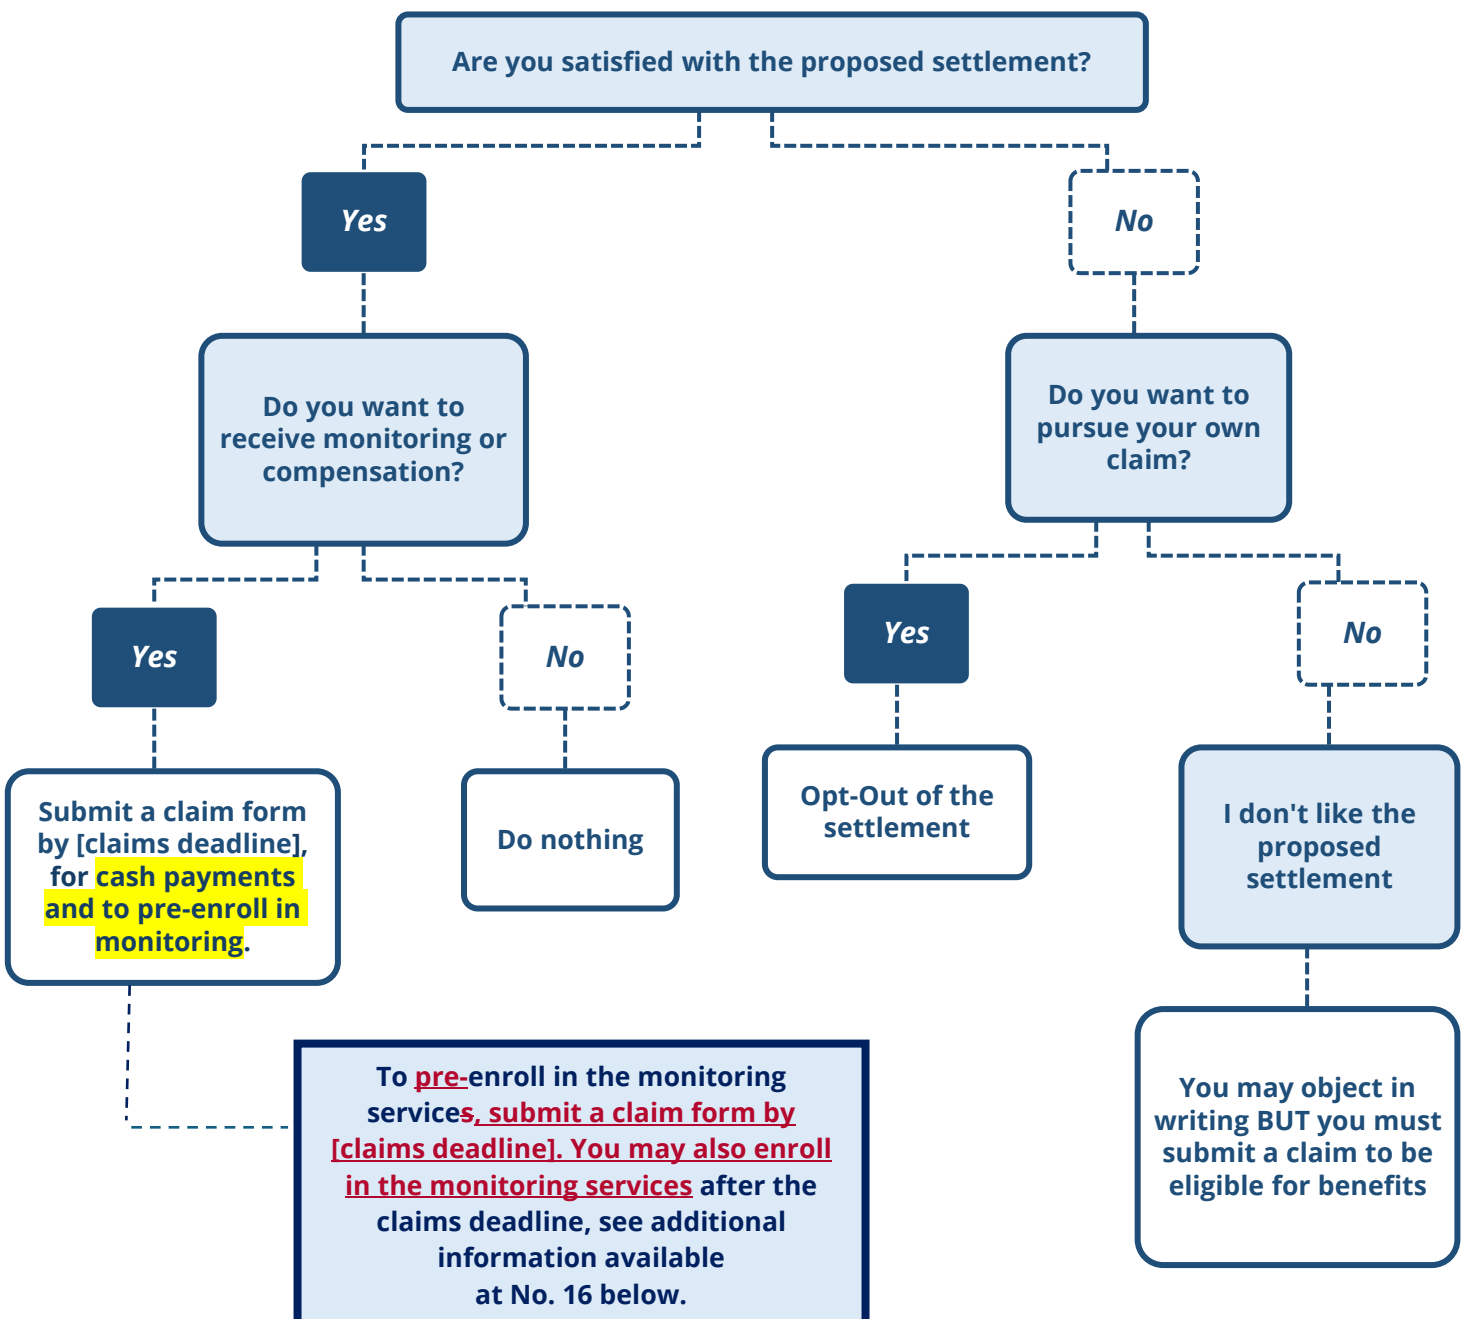 Are you satisfied with the proposed settlement?
Yes
No
Do you want to
receive monitoring or
compensation?
Do you want to
pursue your own
claim?
Yes
No
Yes
No
Submit a claim form
by [claims deadline],
for cash payments
and to pre-enroll in
monitoring.
Do nothing
Opt-Out of the
settlement
I don't like the
proposed
settlement
To pre-enroll in the monitoring
services, submit a claim form by
[claims deadline]. You may also enroll
in the monitoring services after the
claims deadline, see additional
information available
at No. 16 below.
You may object in
writing BUT you must
submit a claim to be
eligible for benefits